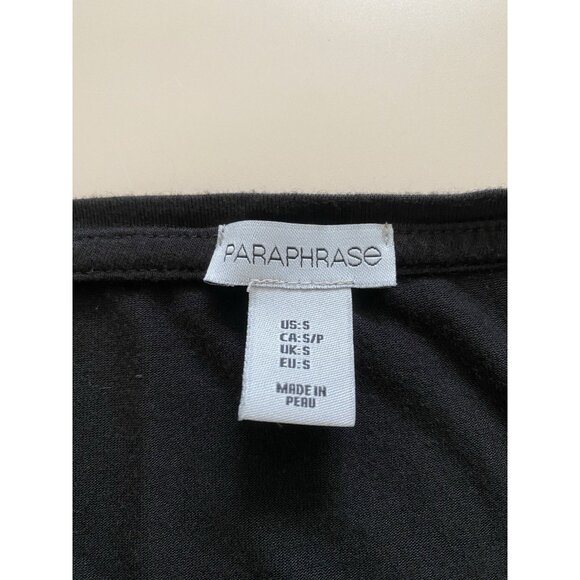 PARAPHRASe
US:S
CA:S/P
UK:S
EU:S
MADE IN
PERU